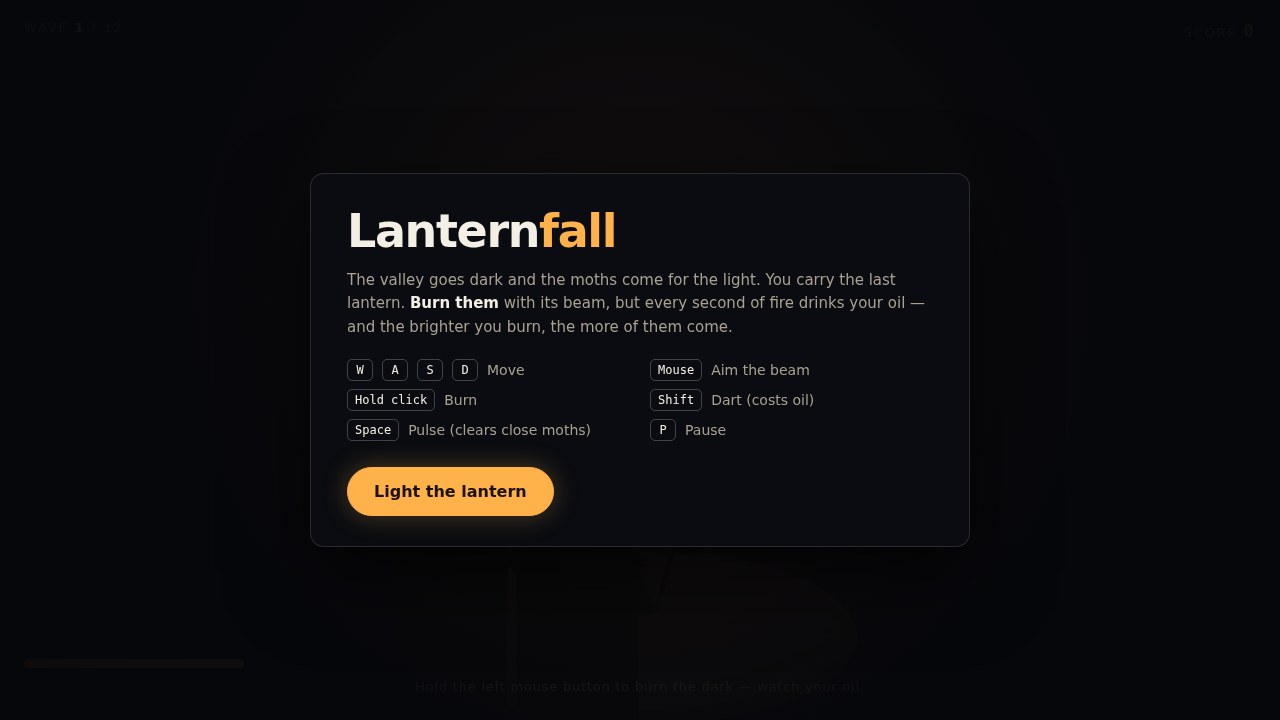 WAVE 1 / 12
SCORE 0
Lanternfall
The valley goes dark and the moths come for the light. You carry the last
lantern. Burn them with its beam, but every second of fire drinks your oil —
and the brighter you burn, the more of them come.
W A S D Move
Mouse Aim the beam
Hold click Burn
Shift Dart (costs oil)
Space Pulse (clears close moths)
P Pause
Light the lantern
Hold the left mouse button to burn the dark — watch your oil.